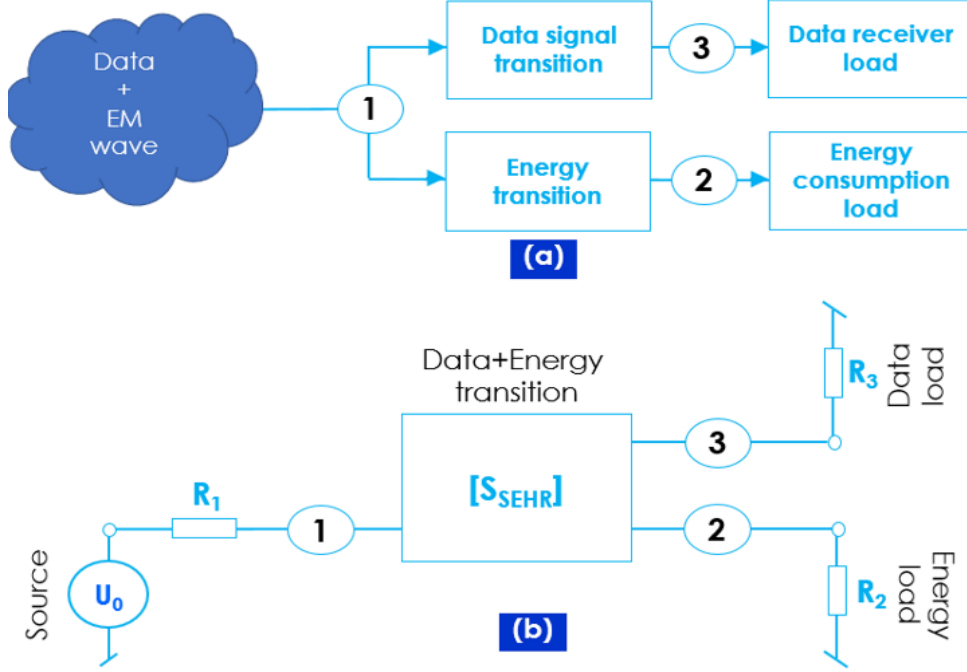 Data
+
EM
wave
1
Data signal
transition
3
Data receiver
load
Energy
transition
2
Energy
consumption
load
(a)
Data+Energy
transition
[S_SEHR]
R₁
1
3
2
R₃
Data
load
Source
U₀
R₂
Energy
load
(b)